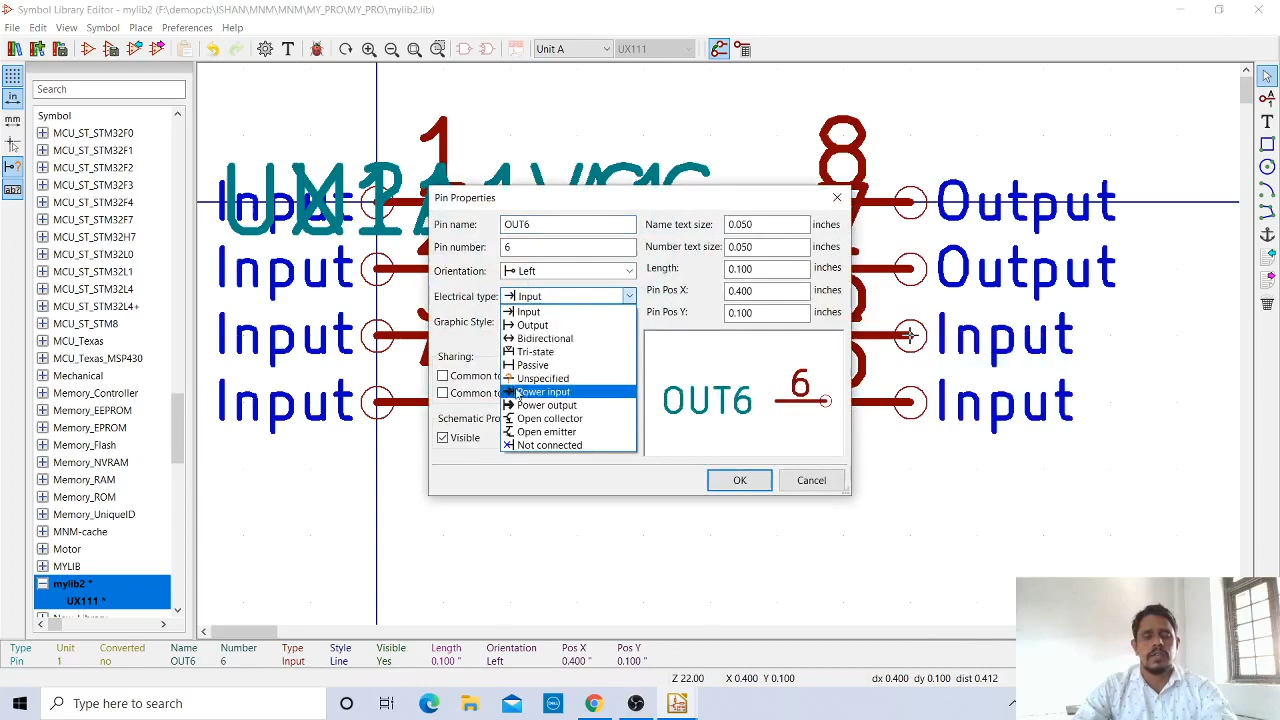 Symbol Library Editor - mylib2 (F:\demopcb\ISHAN\MNM\MNM\MY_PRO\MY_PRO\mylib2.lib)
File Edit View Symbol Place Preferences Help
T Unit A UX111
in
mm
Search
Symbol
MCU_ST_STM32F0
MCU_ST_STM32F1
MCU_ST_STM32F2
MCU_ST_STM32F3
MCU_ST_STM32F4
MCU_ST_STM32F7
MCU_ST_STM32H7
MCU_ST_STM32L0
MCU_ST_STM32L1
MCU_ST_STM32L4
MCU_ST_STM32L4+
MCU_ST_STM8
MCU_Texas
MCU_Texas_MSP430
Mechanical
Memory_Controller
Memory_EEPROM
Memory_EPROM
Memory_Flash
Memory_NVRAM
Memory_RAM
Memory_ROM
Memory_UniqueID
MNM-cache
Motor
MYLIB
mylib2 *
UX111 *
1 8
Input Output
Input Output
Input Input
Input Input
Pin Properties
Pin name: OUT6
Pin number: 6
Orientation: Left
Electrical type: Input
Graphic Style:
Input
Output
Bidirectional
Tri-state
Passive
Unspecified
Power input
Power output
Open collector
Open emitter
Not connected
Sharing:
Common to
Common to
Schematic Pro
Visible
Name text size: 0.050 inches
Number text size: 0.050 inches
Length: 0.100 inches
Pin Pos X: 0.400 inches
Pin Pos Y: 0.100 inches
OUT6 6
OK Cancel
Type Unit Converted Name Number Type Style Visible Length Orientation Pos X Pos Y
Pin 1 no OUT6 6 Input Line Yes 0.100 " Left 0.400 " 0.100 "
Z 22.00 X 0.400 Y 0.100 dx 0.400 dy 0.100 dist 0.412
Type here to search